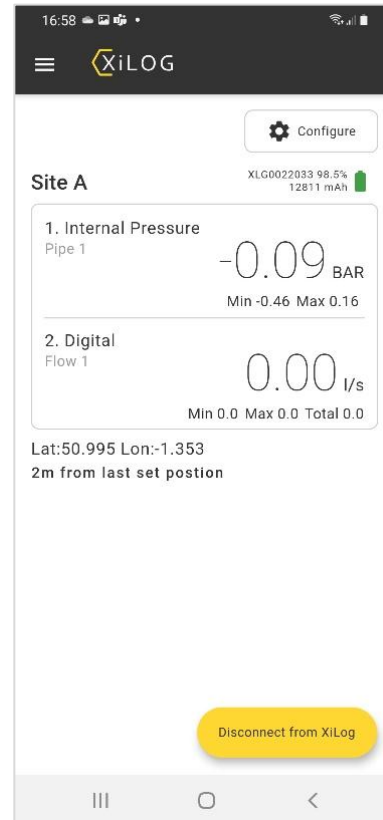 16:58
XiLOG
Configure
Site A
XLG0022033 98.5%
12811 mAh
1. Internal Pressure
Pipe 1
-0.09 BAR
Min -0.46 Max 0.16
2. Digital
Flow 1
0.00 l/s
Min 0.0 Max 0.0 Total 0.0
Lat:50.995 Lon:-1.353
2m from last set postion
Disconnect from XiLog